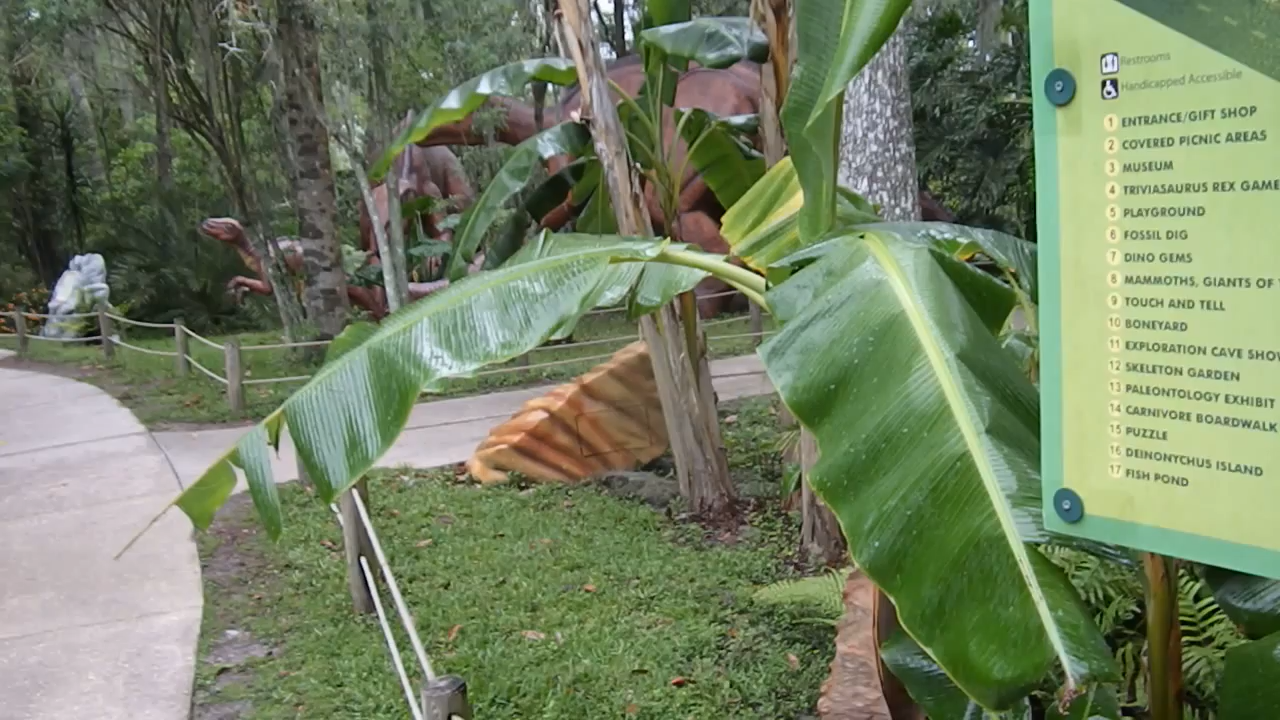 Restrooms
Handicapped Accessible
1 ENTRANCE/GIFT SHOP
2 COVERED PICNIC AREAS
3 MUSEUM
4 TRIVIASAURUS REX GAME
5 PLAYGROUND
6 FOSSIL DIG
7 DINO GEMS
8 MAMMOTHS, GIANTS OF
9 TOUCH AND TELL
10 BONEYARD
11 EXPLORATION CAVE SHO
12 SKELETON GARDEN
13 PALEONTOLOGY EXHIBIT
14 CARNIVORE BOARDWALK
15 PUZZLE
16 DEINONYCHUS ISLAND
17 FISH POND